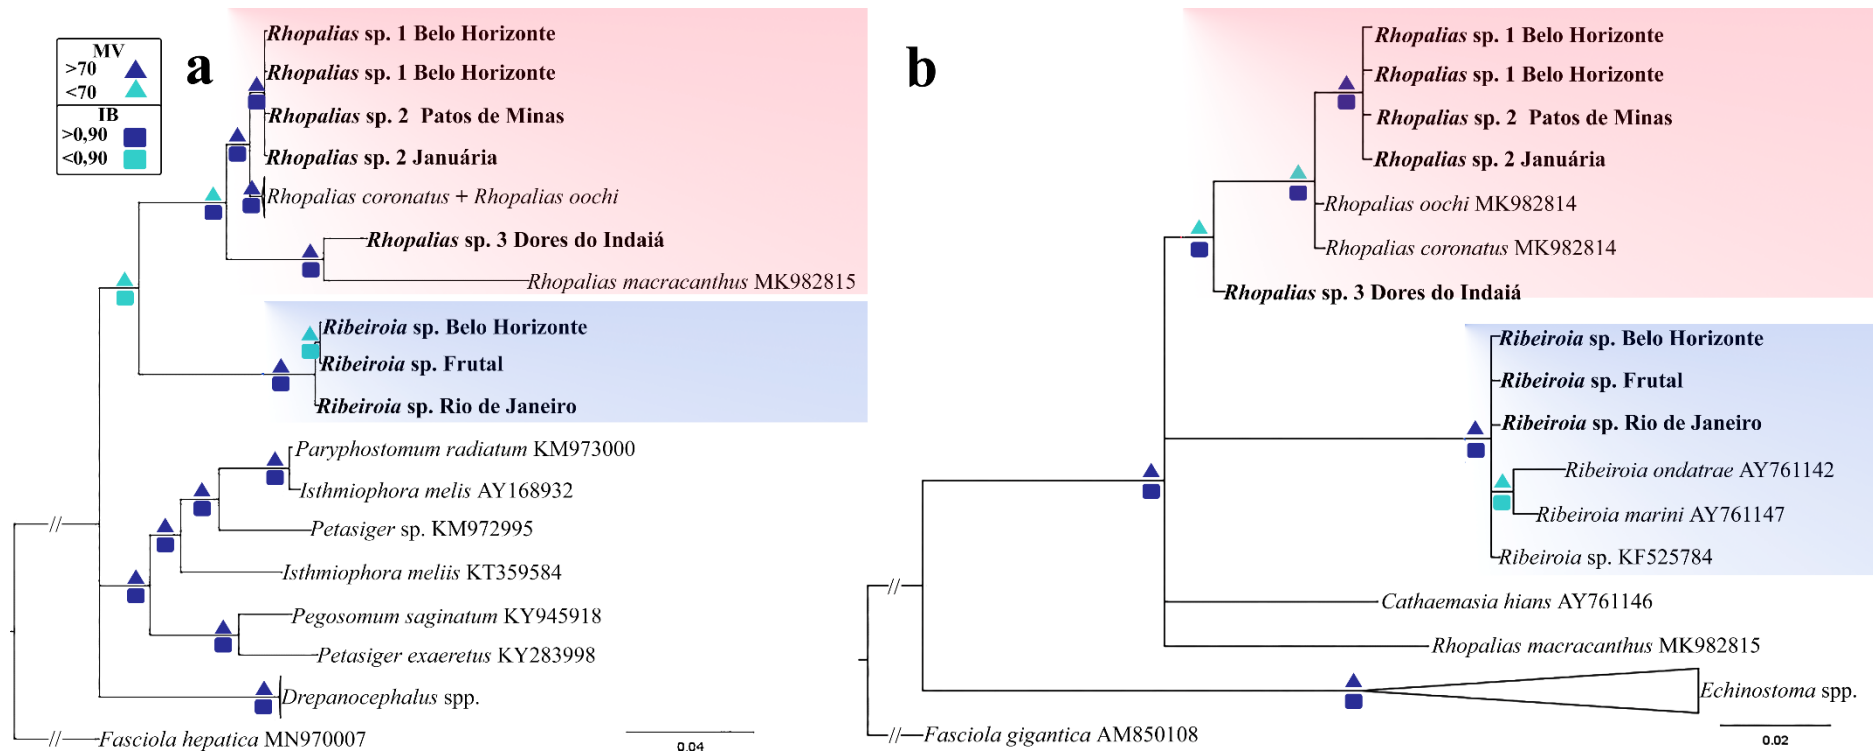 MV
>70
<70
IB
>0,90
<0,90
a
Rhopalias sp. 1 Belo Horizonte
Rhopalias sp. 1 Belo Horizonte
Rhopalias sp. 2 Patos de Minas
Rhopalias sp. 2 Januária
Rhopalias coronatus + Rhopalias oochi
Rhopalias sp. 3 Dores do Indaiá
Rhopalias macracanthus MK982815
Ribeiroia sp. Belo Horizonte
Ribeiroia sp. Frutal
Ribeiroia sp. Rio de Janeiro
Paryphostomum radiatum KM973000
Isthmiophora melis AY168932
Petasiger sp. KM972995
Isthmiophora meliis KT359584
Pegosomum saginatum KY945918
Petasiger exaeretus KY283998
Drepanocephalus spp.
Fasciola hepatica MN970007
0.04
b
Rhopalias sp. 1 Belo Horizonte
Rhopalias sp. 1 Belo Horizonte
Rhopalias sp. 2 Patos de Minas
Rhopalias sp. 2 Januária
Rhopalias oochi MK982814
Rhopalias coronatus MK982814
Rhopalias sp. 3 Dores do Indaiá
Ribeiroia sp. Belo Horizonte
Ribeiroia sp. Frutal
Ribeiroia sp. Rio de Janeiro
Ribeiroia ondatrae AY761142
Ribeiroia marini AY761147
Ribeiroia sp. KF525784
Cathaemasia hians AY761146
Rhopalias macracanthus MK982815
Echinostoma spp.
Fasciola gigantica AM850108
0.02